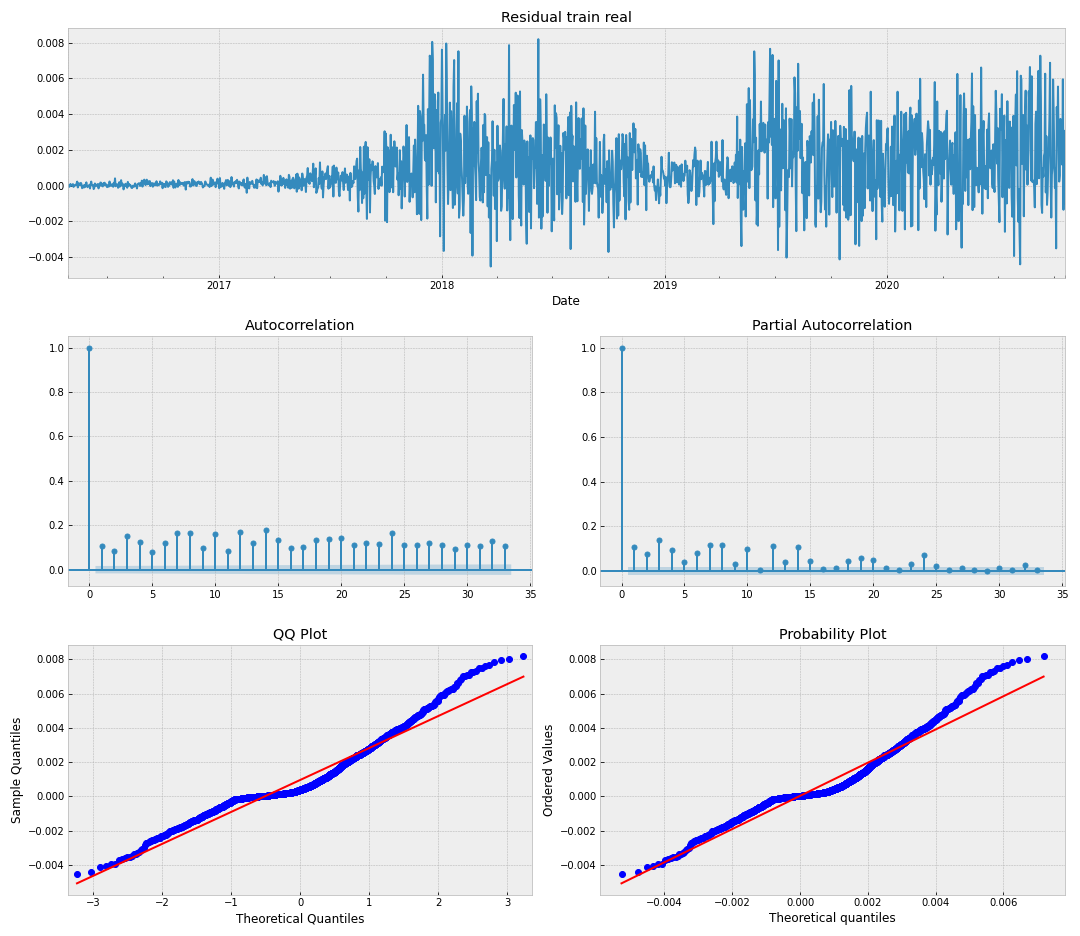 Residual train real
0.008
0.006
0.004
0.002
0.000
−0.002
−0.004
2017 2018 2019 2020
Date
Autocorrelation Partial Autocorrelation
1.0 1.0
0.8 0.8
0.6 0.6
0.4 0.4
0.2 0.2
0.0 0.0
0 5 10 15 20 25 30 35 0 5 10 15 20 25 30 35
QQ Plot Probability Plot
0.008 0.008
0.006 0.006
0.004 0.004
0.002 0.002
0.000 0.000
−0.002 −0.002
−0.004 −0.004
Sample Quantiles Ordered Values
−3 −2 −1 0 1 2 3 −0.004 −0.002 0.000 0.002 0.004 0.006
Theoretical Quantiles Theoretical quantiles